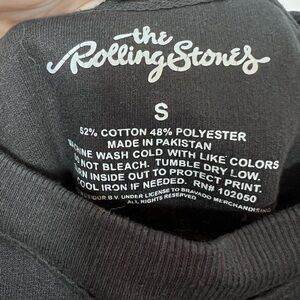 the
Rolling Stones
S
52% COTTON 48% POLYESTER
MADE IN PAKISTAN
WASH COLD WITH LIKE COLORS
NOT BLEACH. TUMBLE DRY LOW.
INSIDE OUT TO PROTECT PRINT.
IRON IF NEEDED. RN# 102050
B.V. UNDER LICENSE TO BRAVADO MERCHANDISING
ALL RIGHTS RESERVED